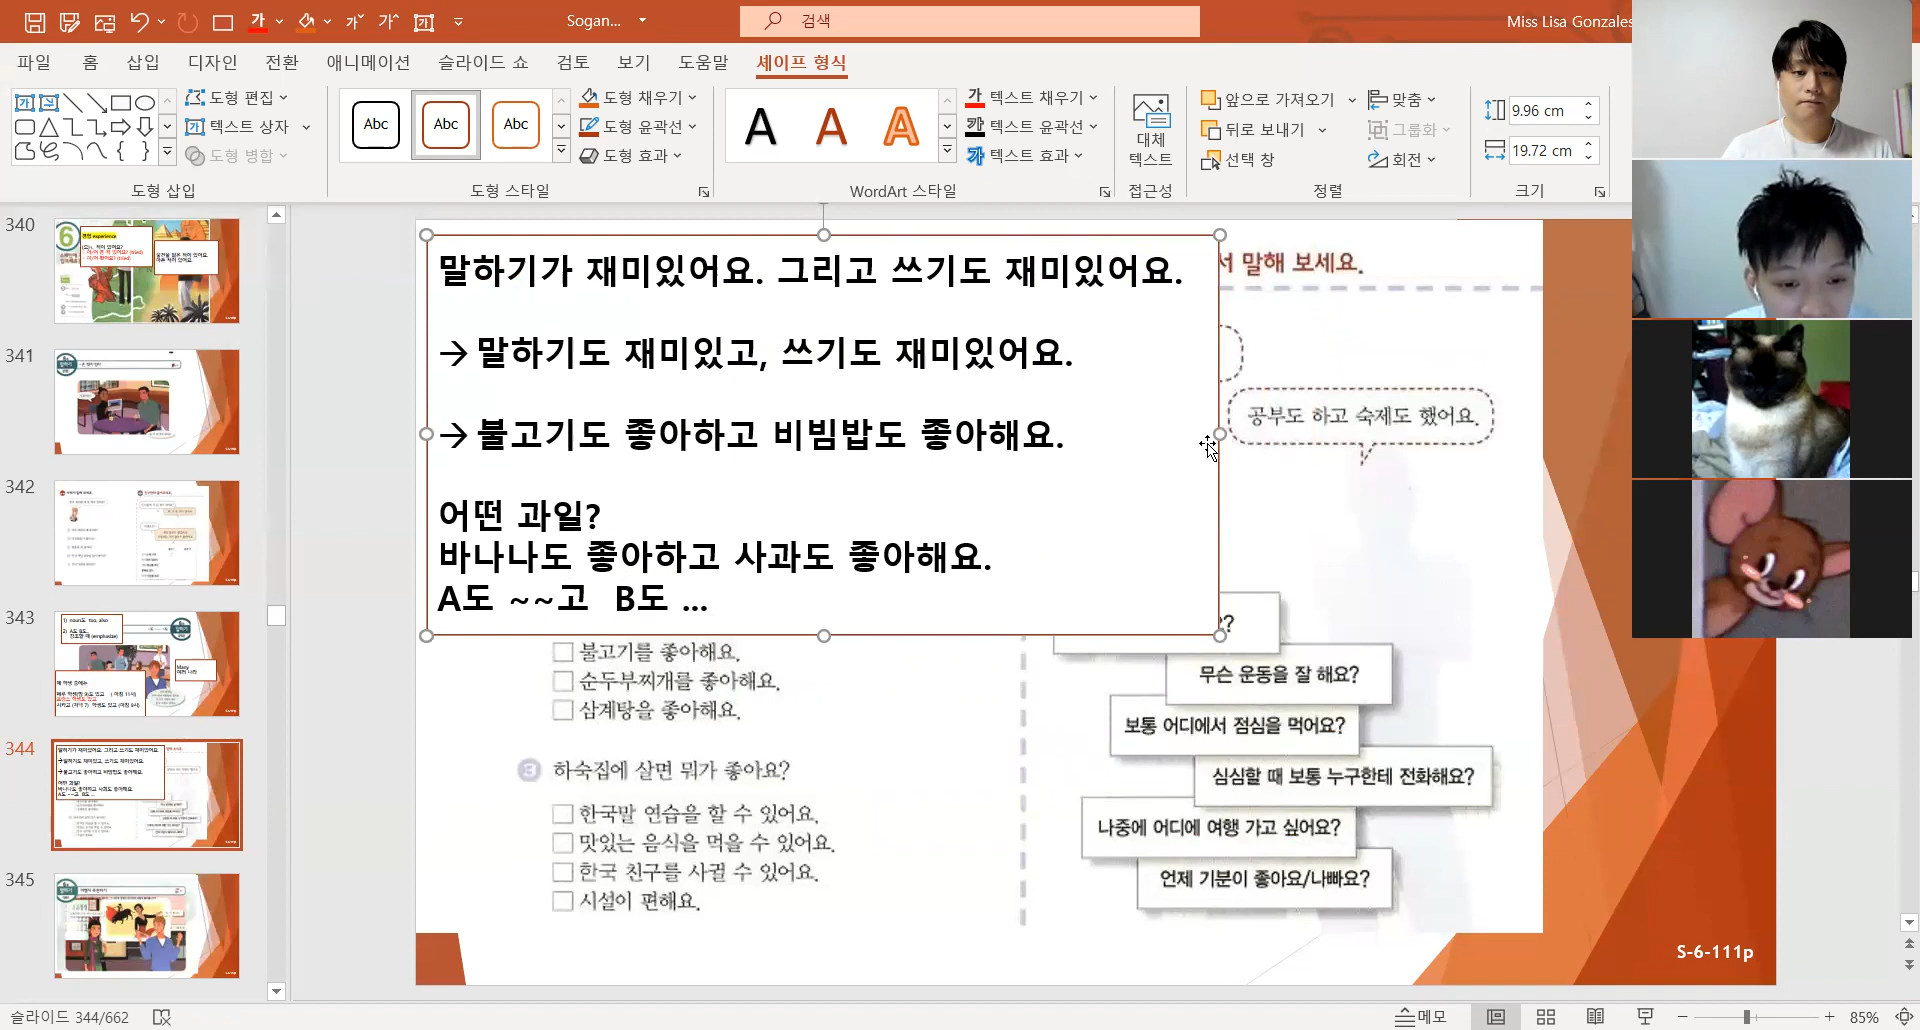 Sogan...
검색
Miss Lisa Gonzales
파일 홈 삽입 디자인 전환 애니메이션 슬라이드 쇼 검토 보기 도움말 셰이프 형식
도형 편집
텍스트 상자
도형 병합
도형 삽입
Abc Abc Abc
도형 채우기
도형 윤곽선
도형 효과
도형 스타일
A A A
텍스트 채우기
텍스트 윤곽선
텍스트 효과
WordArt 스타일
대체
텍스트
접근성
앞으로 가져오기
뒤로 보내기
선택 창
맞춤
그룹화
회전
정렬
9.96 cm
19.72 cm
크기
340
341
342
343
344
345
말하기가 재미있어요. 그리고 쓰기도 재미있어요.
→ 말하기도 재미있고, 쓰기도 재미있어요.
→ 불고기도 좋아하고 비빔밥도 좋아해요.
어떤 과일?
바나나도 좋아하고 사과도 좋아해요.
A도 ~~고 B도 ...
서 말해 보세요.
공부도 하고 숙제도 했어요.
불고기를 좋아해요.
순두부찌개를 좋아해요.
삼계탕을 좋아해요.
3 하숙집에 살면 뭐가 좋아요?
한국말 연습을 할 수 있어요.
맛있는 음식을 먹을 수 있어요.
한국 친구를 사귈 수 있어요.
시설이 편해요.
?
무슨 운동을 잘 해요?
보통 어디에서 점심을 먹어요?
심심할 때 보통 누구한테 전화해요?
나중에 어디에 여행 가고 싶어요?
언제 기분이 좋아요/나빠요?
S-6-111p
슬라이드 344/662
메모
85%